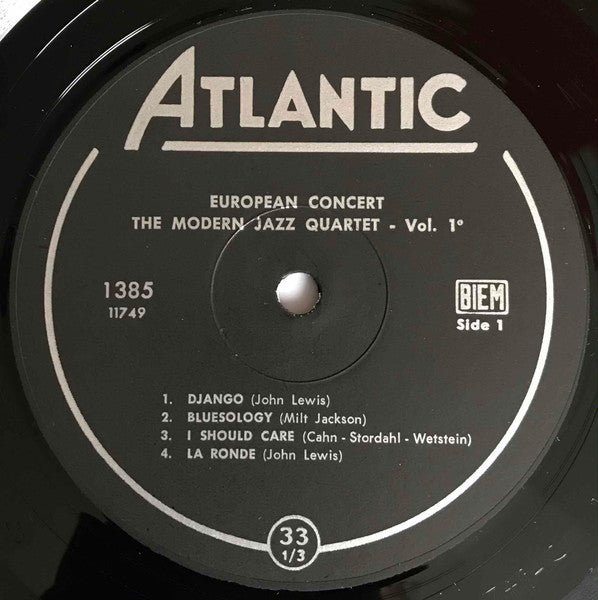 ATLANTIC
EUROPEAN CONCERT
THE MODERN JAZZ QUARTET - Vol. 1º
1385
11749
BIEM
Side 1
1. DJANGO (John Lewis)
2. BLUESOLOGY (Milt Jackson)
3. I SHOULD CARE (Cahn - Stordahl - Wetstein)
4. LA RONDE (John Lewis)
33
1/3